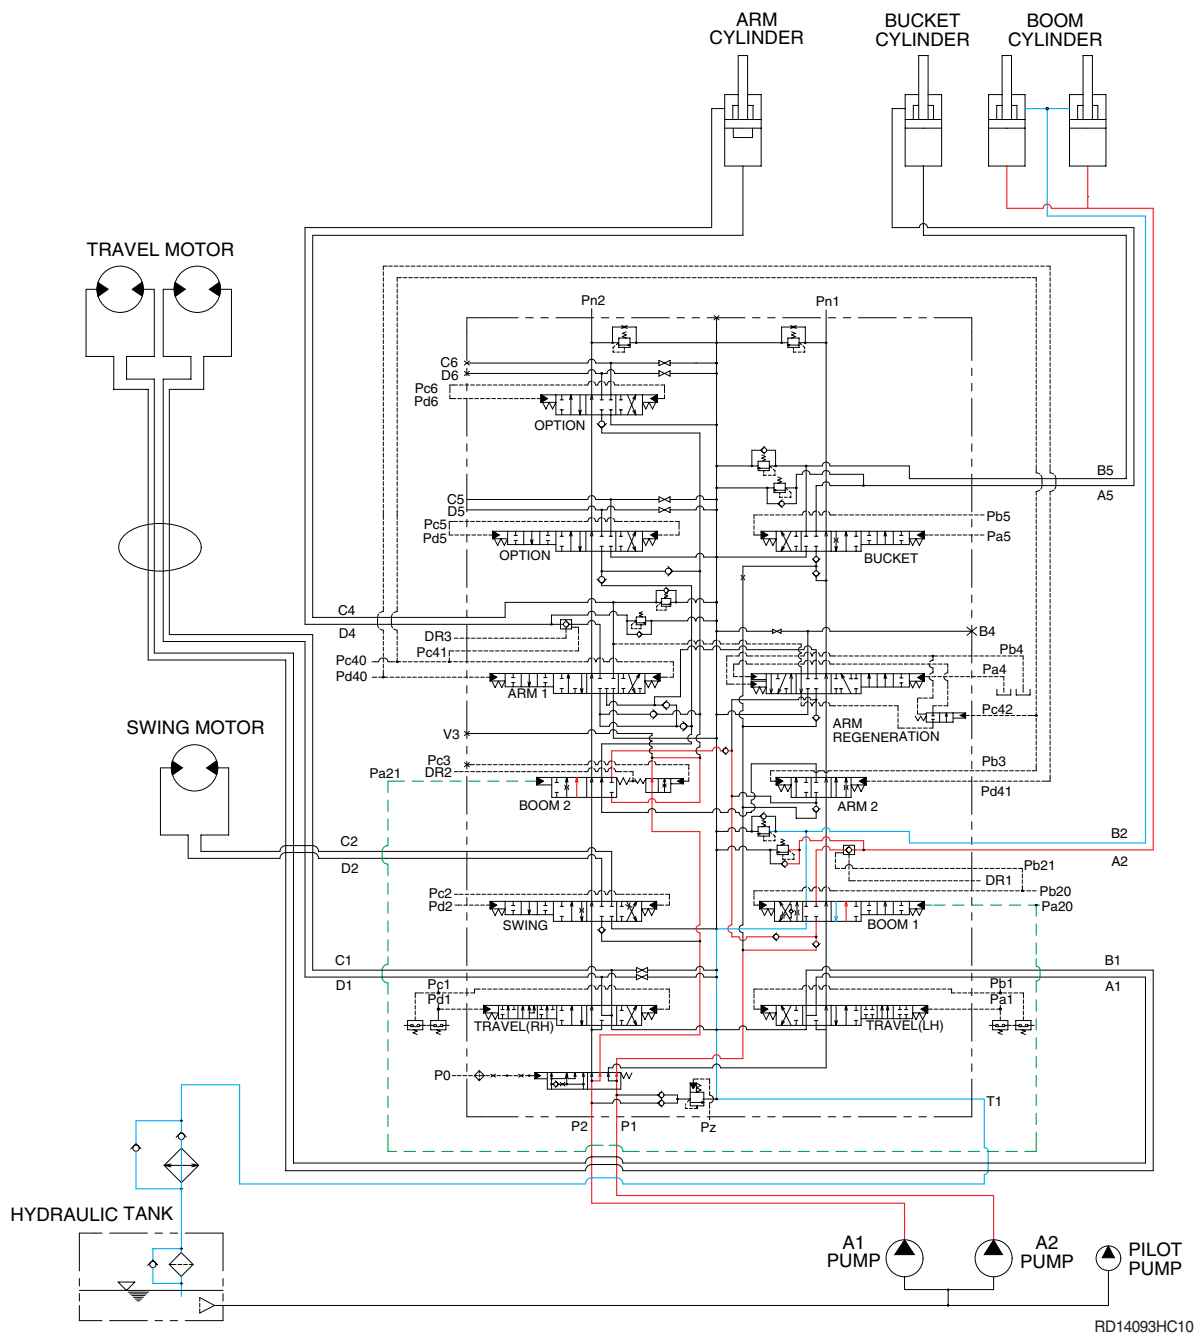 ARM
CYLINDER
BUCKET
CYLINDER
BOOM
CYLINDER
TRAVEL MOTOR
Pn2
Pn1
C6
D6
Pc6
Pd6
OPTION
B5
A5
C5
D5
Pc5
Pd5
OPTION
Pb5
Pa5
BUCKET
C4
D4
DR3
Pc41
B4
Pb4
Pc40
Pd40
ARM 1
Pa4
Pc42
ARM
REGENERATION
SWING MOTOR
V3
Pc3
DR2
Pa21
BOOM 2
Pb3
Pd41
ARM 2
C2
D2
B2
A2
Pb21
DR1
Pc2
Pd2
SWING
Pb20
Pa20
BOOM 1
C1
D1
B1
A1
Pc1
Pd1
TRAVEL(RH)
Pb1
Pa1
TRAVEL(LH)
P0
T1
P2
P1
Pz
HYDRAULIC TANK
A1
PUMP
A2
PUMP
PILOT
PUMP
RD14093HC10